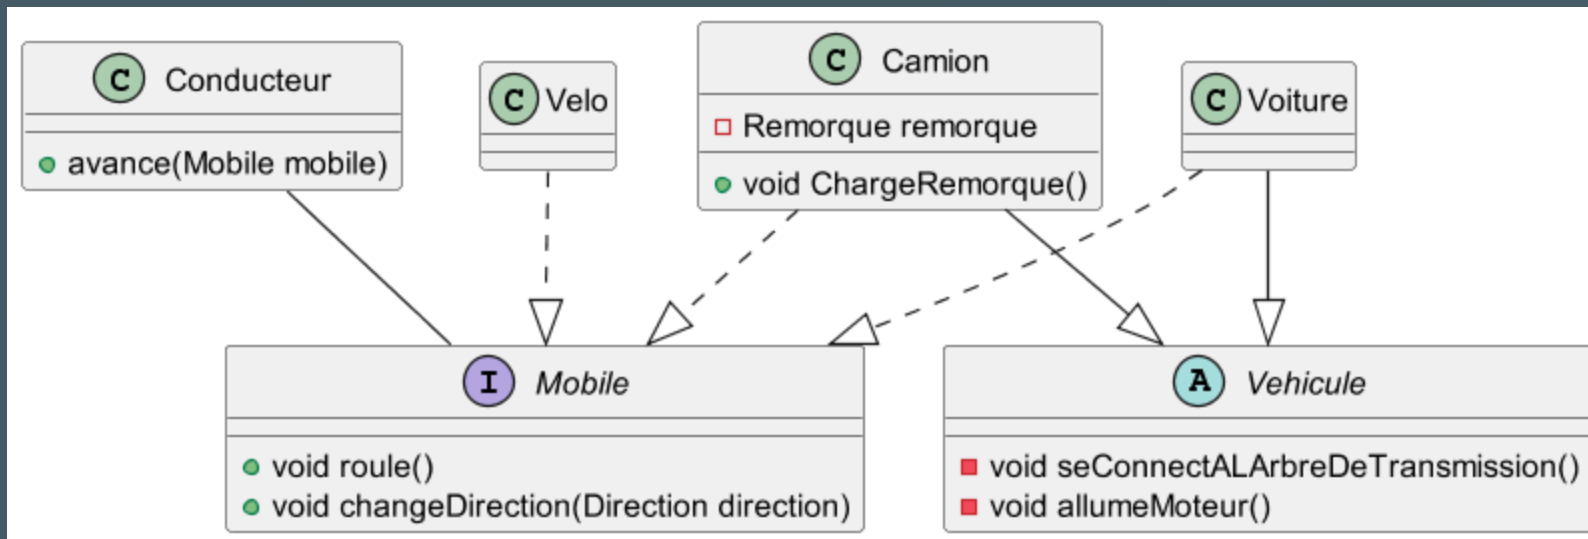 C Conducteur
avance(Mobile mobile)
C Velo
C Camion
Remorque remorque
void ChargeRemorque()
C Voiture
I Mobile
void roule()
void changeDirection(Direction direction)
A Vehicule
void seConnectALArbreDeTransmission()
void allumeMoteur()